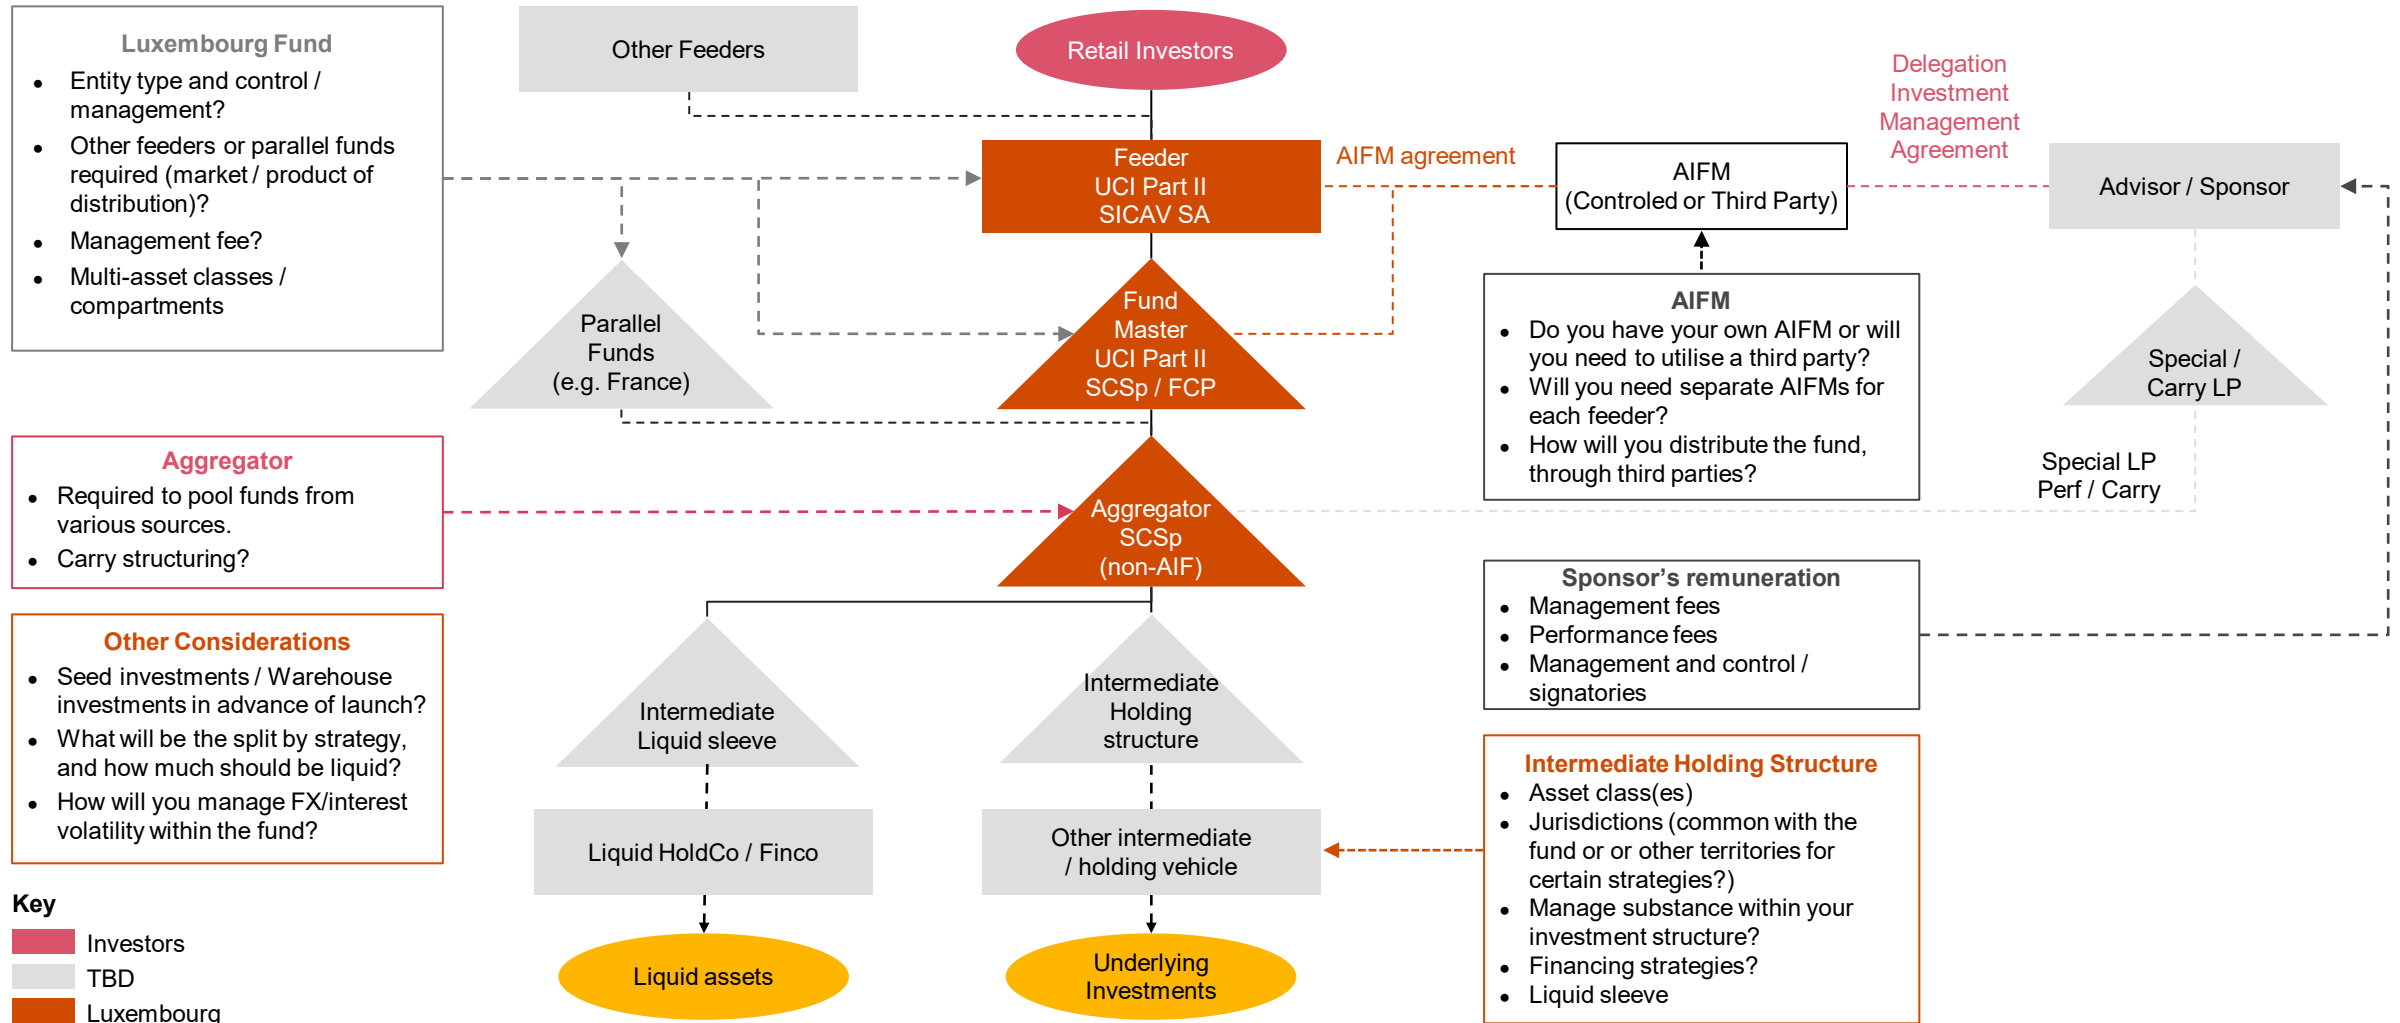 Luxembourg Fund
• Entity type and control /
management?
• Other feeders or parallel funds
required (market / product of
distribution)?
• Management fee?
• Multi-asset classes /
compartments
Other Feeders
Retail Investors
Feeder
UCI Part II
SICAV SA
AIFM agreement
AIFM
(Controled or Third Party)
Delegation
Investment
Management
Agreement
Advisor / Sponsor
Parallel
Funds
(e.g. France)
Fund
Master
UCI Part II
SCSp / FCP
AIFM
• Do you have your own AIFM or will
you need to utilise a third party?
• Will you need separate AIFMs for
each feeder?
• How will you distribute the fund,
through third parties?
Special /
Carry LP
Special LP
Perf / Carry
Aggregator
• Required to pool funds from
various sources.
• Carry structuring?
Aggregator
SCSp
(non-AIF)
Sponsor's remuneration
• Management fees
• Performance fees
• Management and control /
signatories
Other Considerations
• Seed investments / Warehouse
investments in advance of launch?
• What will be the split by strategy,
and how much should be liquid?
• How will you manage FX/interest
volatility within the fund?
Intermediate
Liquid sleeve
Intermediate
Holding
structure
Liquid HoldCo / Finco
Other intermediate
/ holding vehicle
Intermediate Holding Structure
• Asset class(es)
• Jurisdictions (common with the
fund or or other territories for
certain strategies?)
• Manage substance within your
investment structure?
• Financing strategies?
• Liquid sleeve
Liquid assets
Underlying
Investments
Key
Investors
TBD
Luxembourg